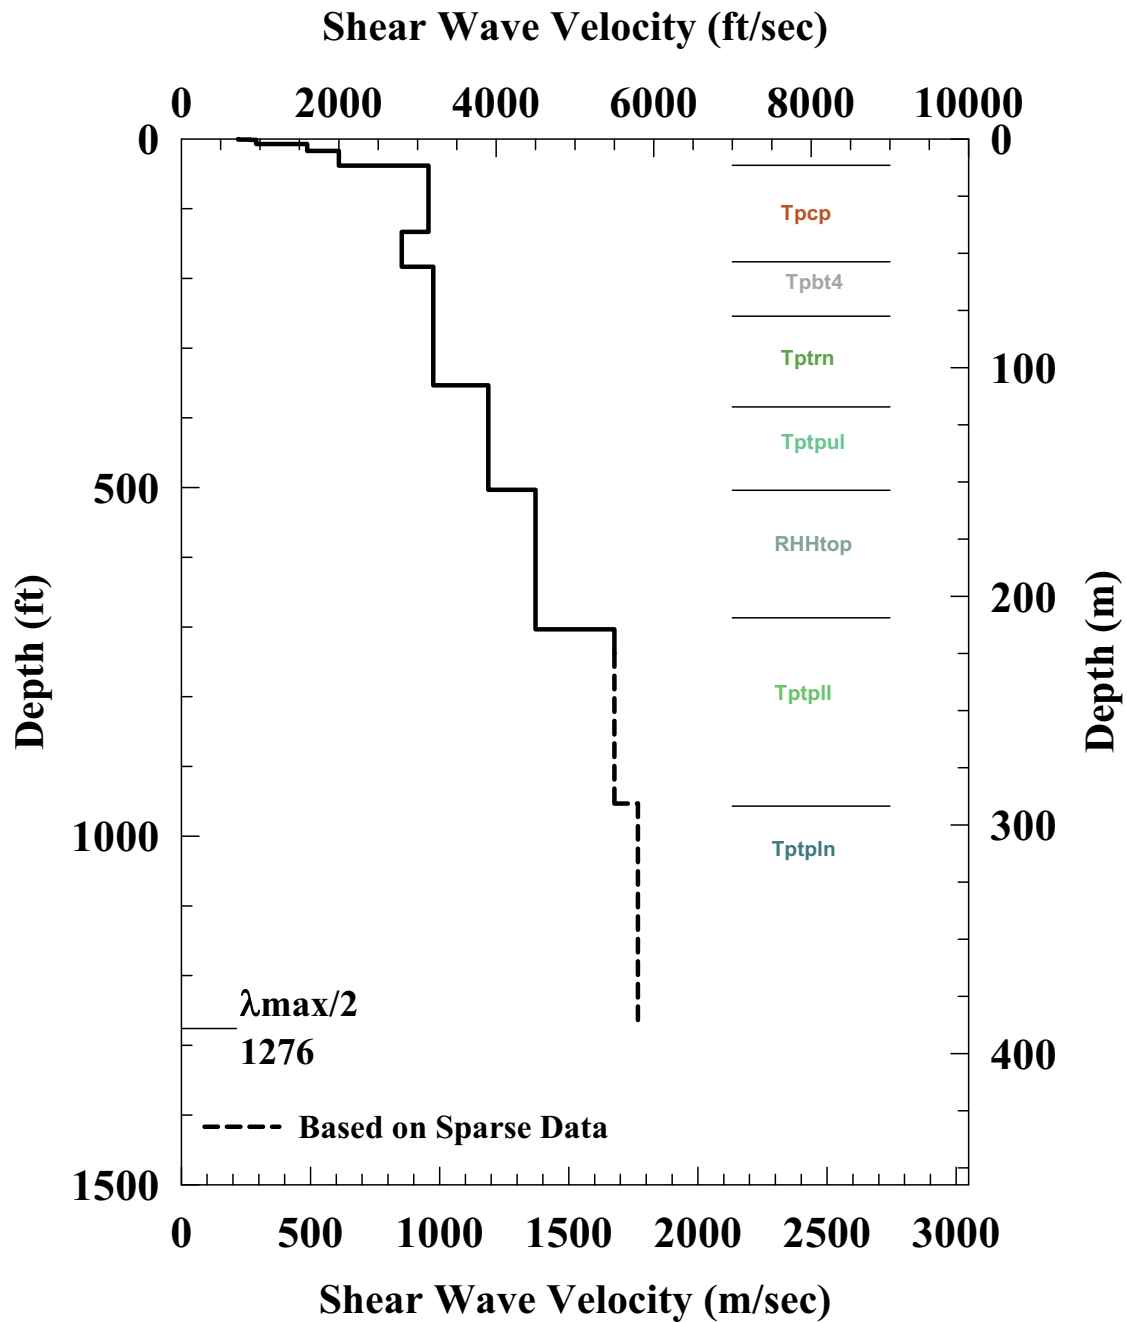 Shear Wave Velocity (ft/sec)
0 2000 4000 6000 8000 10000
0 0
Tpcp
Tpbt4
Tptrn
100
Tptpul
500
RHHtop
200
Depth (ft)
Depth (m)
Tptpll
300
1000
Tptpln
λmax/2
1276
400
Based on Sparse Data
1500
0 500 1000 1500 2000 2500 3000
Shear Wave Velocity (m/sec)